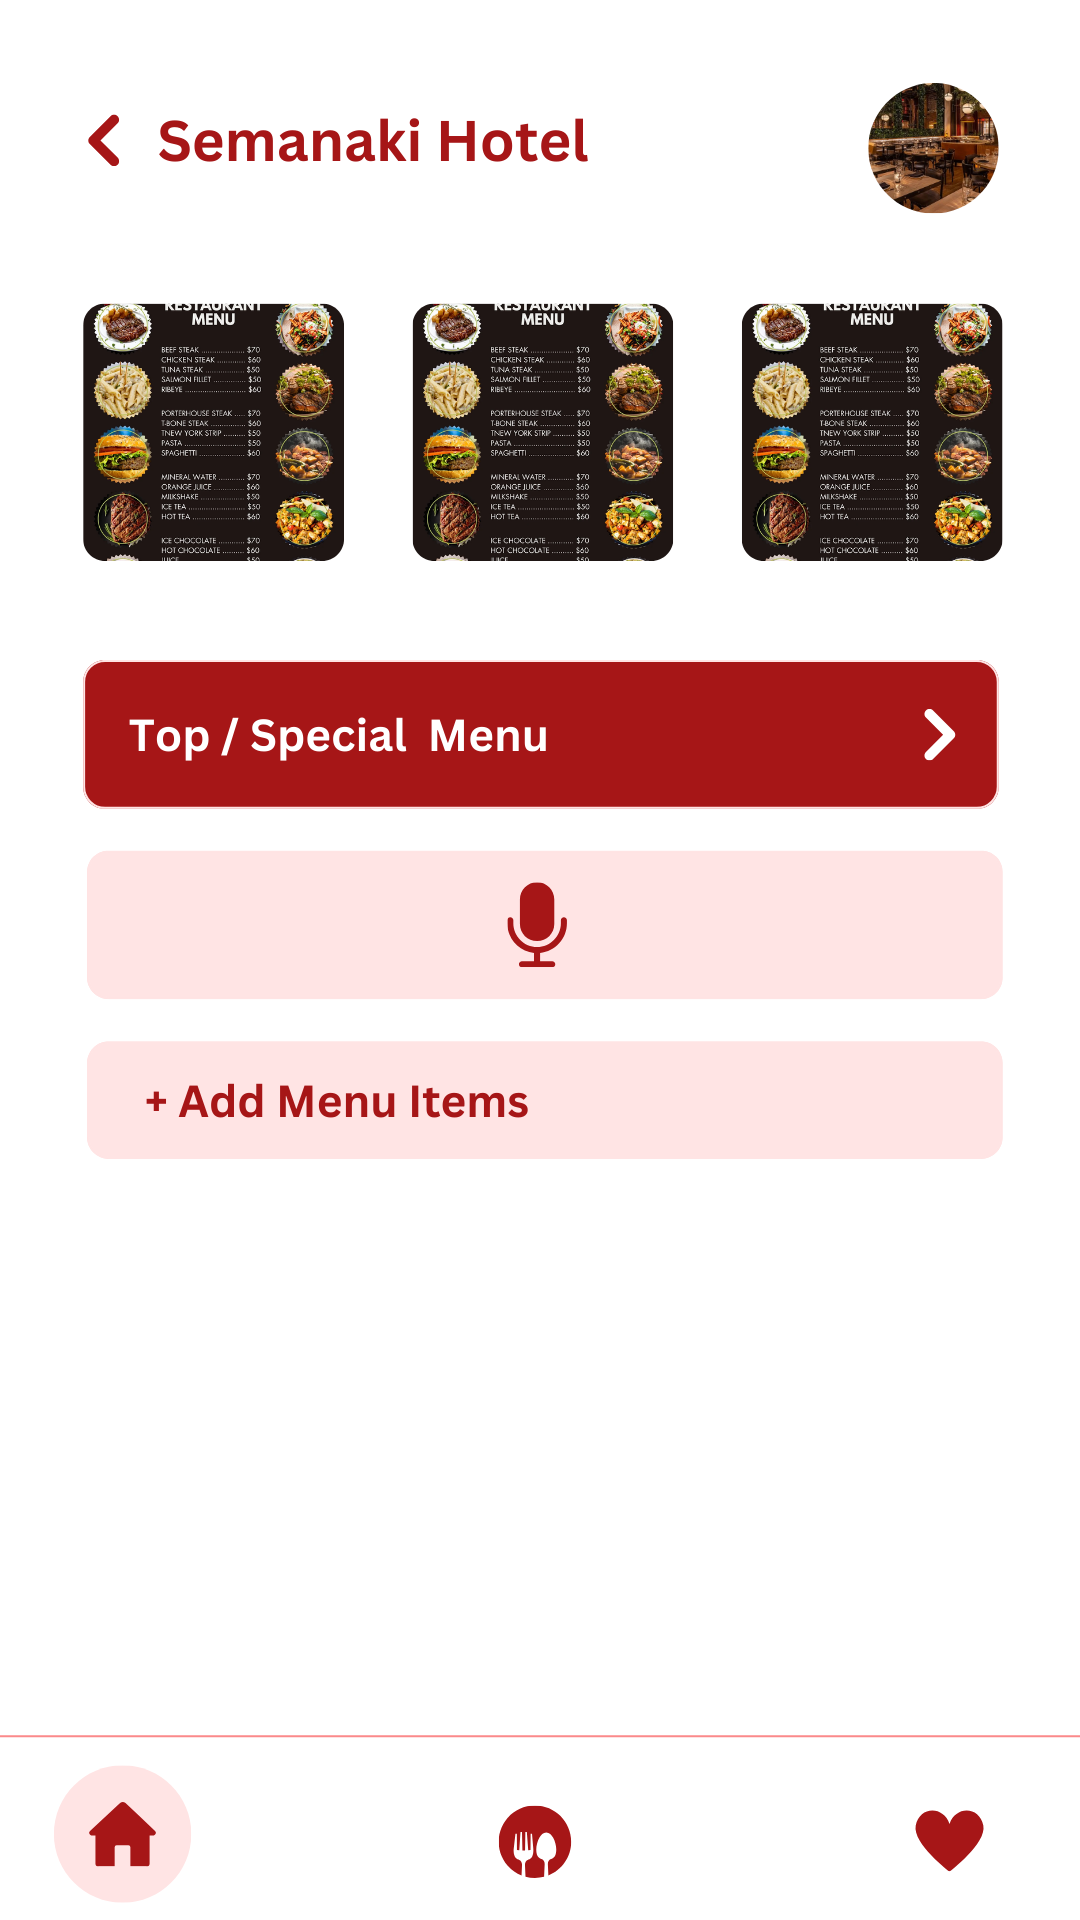 Semanaki Hotel
RESTAURANT
MENU
BEEF STEAK .................... $70
CHICKEN STEAK ............. $60
TUNA STEAK ................... $50
SALMON FILLET ............... $50
RIBEYE ............................ $60
PORTERHOUSE STEAK ..... $70
T-BONE STEAK ................ $60
TNEW YORK STRIP .......... $50
PASTA ............................. $50
SPAGHETTI ...................... $60
MINERAL WATER ............ $70
ORANGE JUICE .............. $60
MILKSHAKE .................... $50
ICE TEA .......................... $50
HOT TEA ........................ $60
ICE CHOCOLATE ............ $70
HOT CHOCOLATE .......... $60
JUICE ............................. $50
RESTAURANT
MENU
BEEF STAK .................... $70
CHICKEN STEAK ............. $60
TUNA STEAK ................... $50
SALMON FILLET ............... $50
RIBEYE ............................ $60
PORTERHOUSE STEAK ..... $70
T-BONE STEAK ................ $60
TNEW YORK STRIP .......... $50
PASTA ............................. $50
SPAGHETTI ...................... $60
MINERAL WATER ............ $70
ORANGE JUICE .............. $60
MILKSHAKE .................... $50
ICE TEA .......................... $50
HOT TEA ........................ $60
ICE CHOCOLATE ............ $70
HOT CHOCOLATE .......... $60
JUICE ............................. $50
RESTAURANT
MENU
BEEF STEAK .................... $70
CHICKEN STEAK ............. $60
TUNA STEAK ................... $50
SALMON FILLET ............... $50
RIBEYE ............................ $60
PORTERHOUSE STEAK ..... $70
T-BONE STEAK ................ $60
TNEW YORK STRIP .......... $50
PASTA ............................. $50
SPAGHETTI ...................... $60
MINERAL WATER ............ $70
ORANGE JUICE .............. $60
MILKSHAKE .................... $50
ICE TEA .......................... $50
HOT TEA ........................ $60
ICE CHOCOLATE ............ $70
HOT CHOCOLATE .......... $60
JUICE ............................. $50
Top / Special Menu
+ Add Menu Items